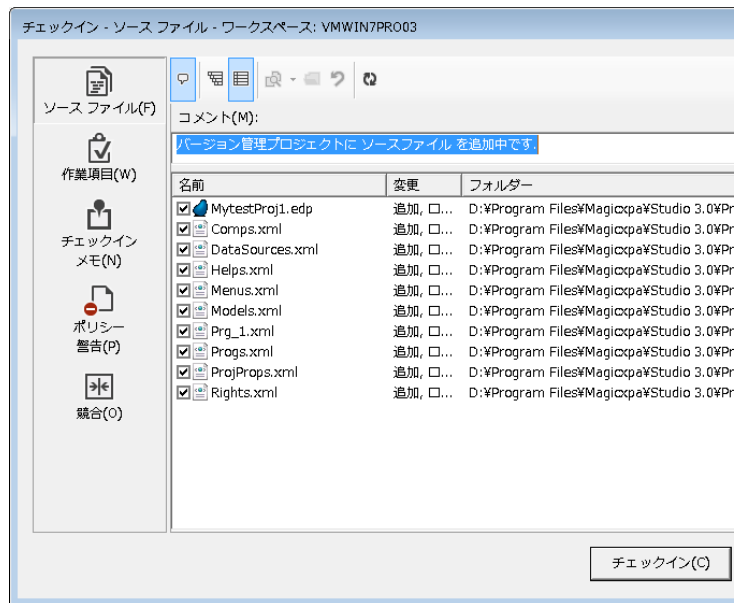 チェックイン - ソース ファイル - ワークスペース: VMWIN7PRO03
ソース ファイル(F)
作業項目(W)
チェックイン
メモ(N)
ポリシー
警告(P)
競合(O)
コメント(M):
バージョン管理プロジェクトに ソースファイル を追加中です.
名前 変更 フォルダー
MytestProj1.edp 追加, ロ... D:¥Program Files¥Magicxpa¥Studio 3.0¥Pr
Comps.xml 追加, ロ... D:¥Program Files¥Magicxpa¥Studio 3.0¥Pr
DataSources.xml 追加, ロ... D:¥Program Files¥Magicxpa¥Studio 3.0¥Pr
Helps.xml 追加, ロ... D:¥Program Files¥Magicxpa¥Studio 3.0¥Pr
Menus.xml 追加, ロ... D:¥Program Files¥Magicxpa¥Studio 3.0¥Pr
Models.xml 追加, ロ... D:¥Program Files¥Magicxpa¥Studio 3.0¥Pr
Prg_1.xml 追加, ロ... D:¥Program Files¥Magicxpa¥Studio 3.0¥Pr
Progs.xml 追加, ロ... D:¥Program Files¥Magicxpa¥Studio 3.0¥Pr
ProjProps.xml 追加, ロ... D:¥Program Files¥Magicxpa¥Studio 3.0¥Pr
Rights.xml 追加, ロ... D:¥Program Files¥Magicxpa¥Studio 3.0¥Pr
チェックイン(C)